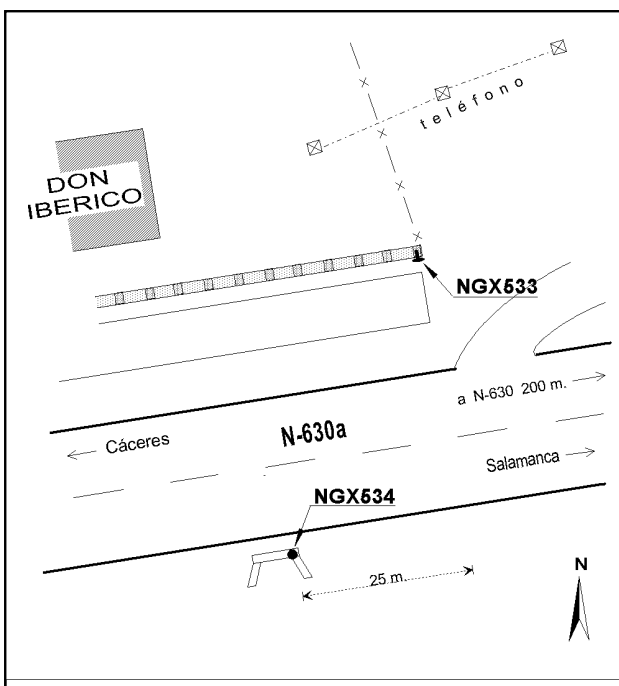 teléfono
DON
IBERICO
NGX533
a N-630 200 m.
Cáceres
N-630a
Salamanca
NGX534
25 m.
N